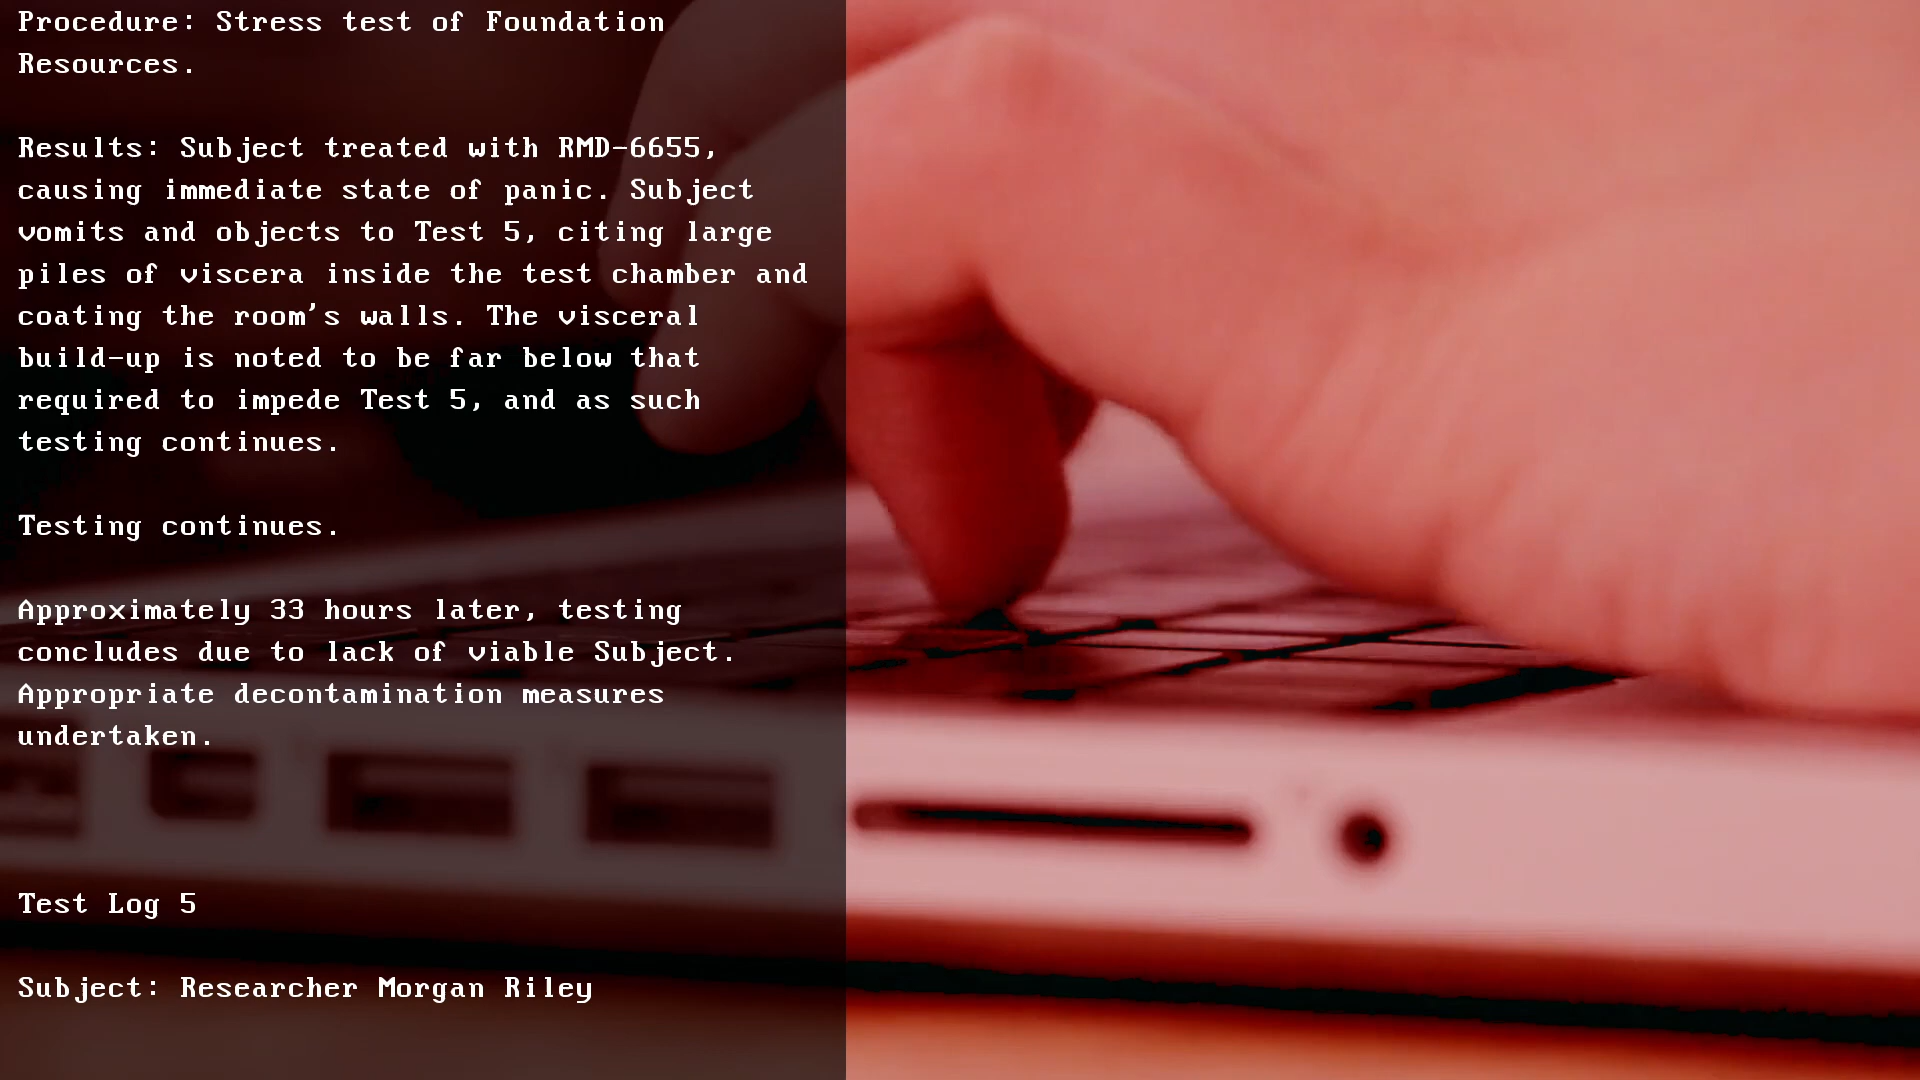 Procedure: Stress test of Foundation
Resources.
Results: Subject treated with RMD-6655,
causing immediate state of panic. Subject
vomits and objects to Test 5, citing large
piles of viscera inside the test chamber and
coating the room's walls. The visceral
build-up is noted to be far below that
required to impede Test 5, and as such
testing continues.
Testing continues.
Approximately 33 hours later, testing
concludes due to lack of viable Subject.
Appropriate decontamination measures
undertaken.
Test Log 5
Subject: Researcher Morgan Riley